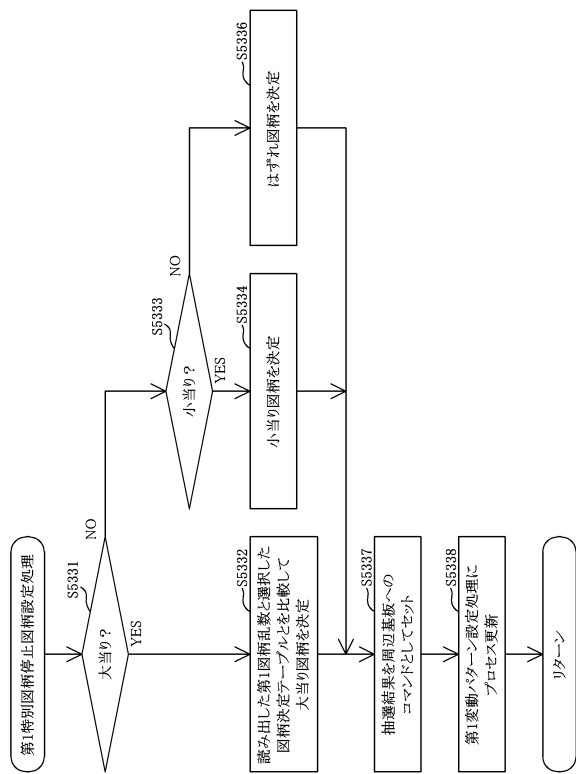 第1特別図柄停止図柄設定処理
S5331
大当り?
NO
YES
S5333
小当り?
NO
YES
S5332
読み出した第1図柄乱数と選択した
図柄決定テーブルとを比較して
大当り図柄を決定
S5334
小当り図柄を決定
S5336
はずれ図柄を決定
S5337
抽選結果を周辺基板への
コマンドとしてセット
S5338
第1変動パターン設定処理に
プロセス更新
リターン